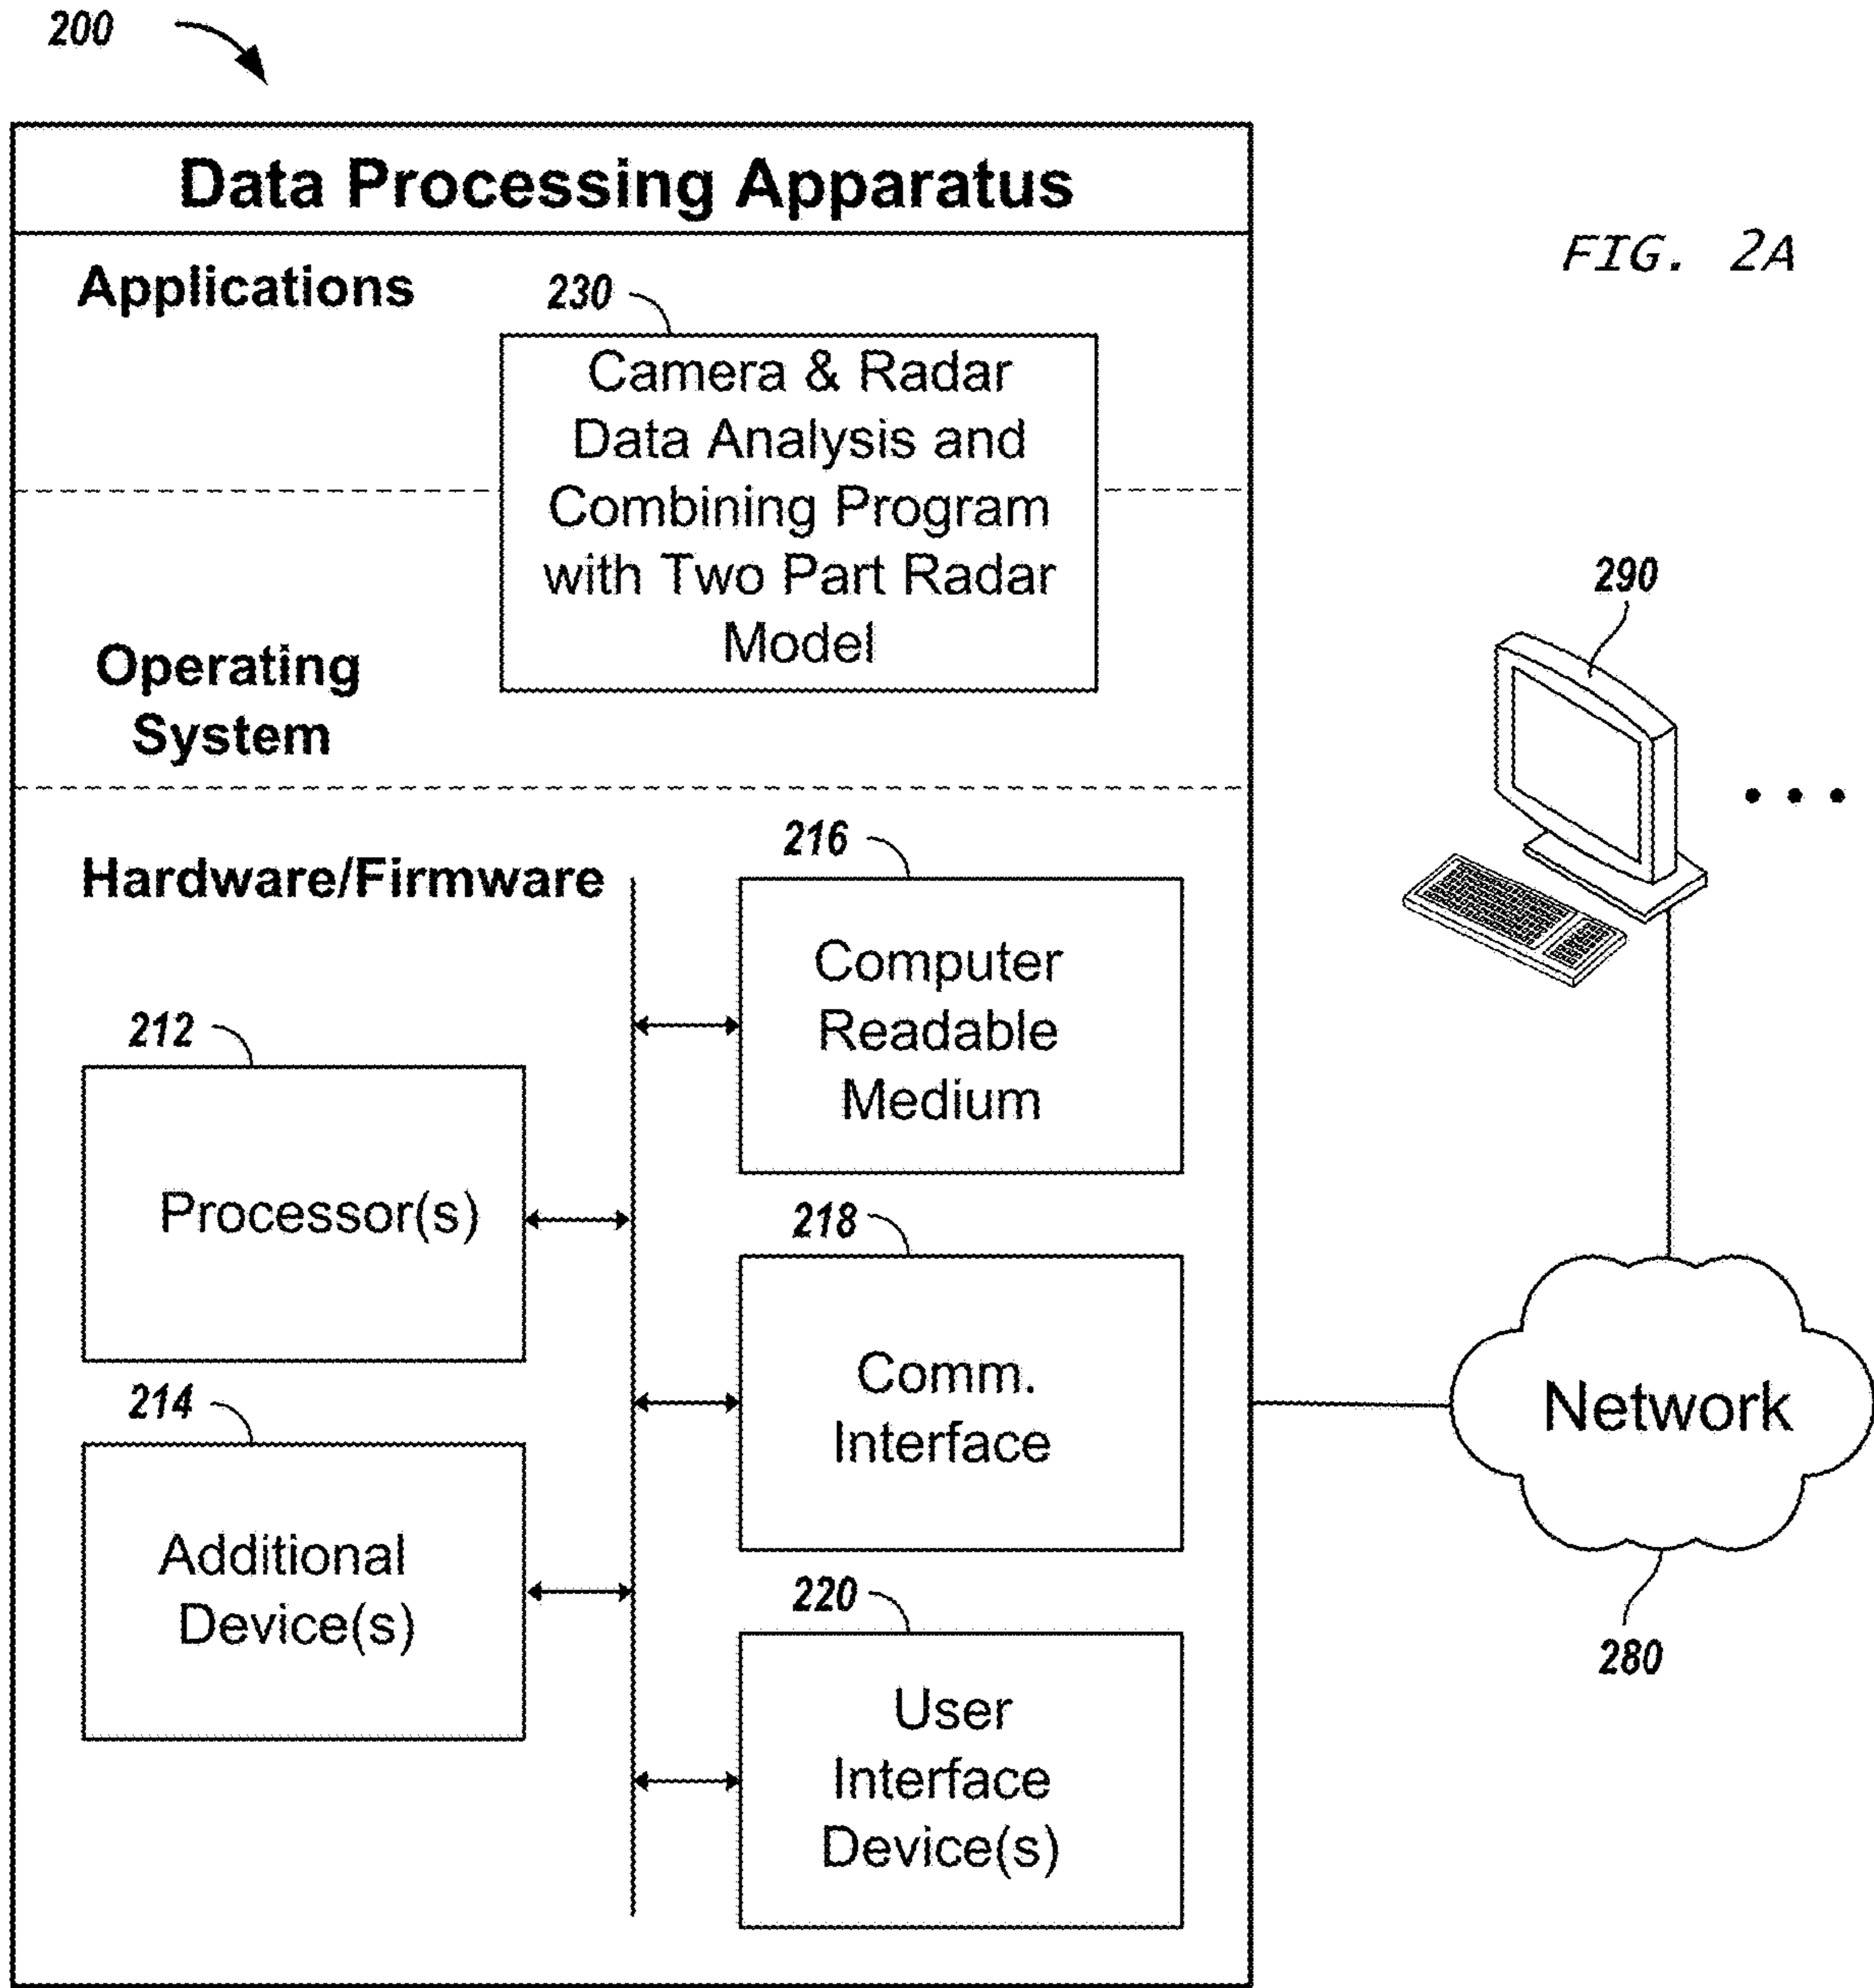 200
Data Processing Apparatus
FIG. 2A
Applications
230
Camera & Radar
Data Analysis and
Combining Program
with Two Part Radar
Model
Operating
System
290
Hardware/Firmware
216
Computer
Readable
Medium
212
Processor(s)
218
Comm.
Interface
Network
214
Additional
Device(s)
220
User
Interface
Device(s)
280